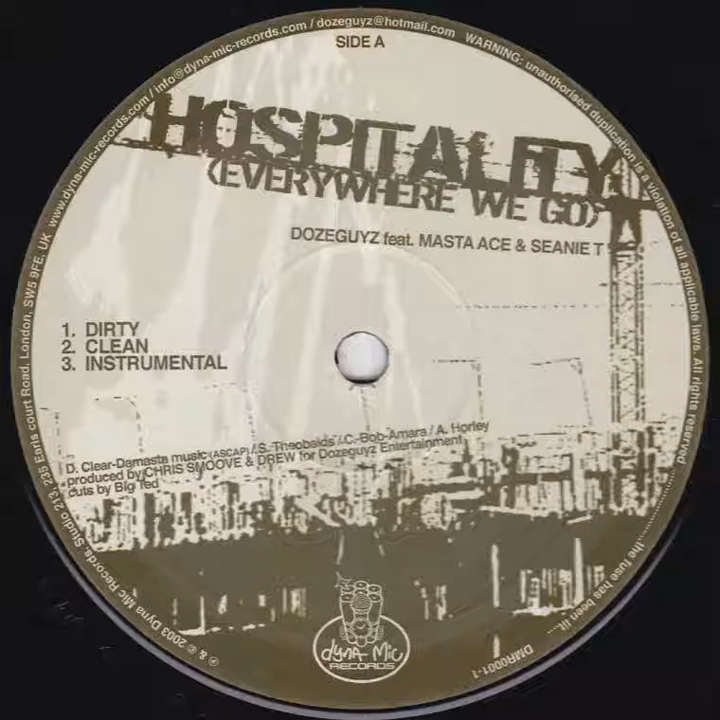 SIDE A
HOSPITALITY
(EVERYWHERE WE GO)
DOZEGUYZ feat. MASTA ACE & SEANIE T
1. DIRTY
2. CLEAN
3. INSTRUMENTAL
D. Clear-Damasta music (ASCAP) / S. Theobalds / C. Bob-Amara / A. Horley
produced by CHRIS SMOOVE & DREW for Dozeguyz Entertainment
cuts by Big Ted
dyna Mic
RECORDS
DMR0001-1
℗ & © 2003 Dyna Mic Records, Studio 213, 295 Earls court Road, London, SW5 9FE, UK www.dyna-mic-records.com / info@dyna-mic-records.com / dozeguyz@hotmail.com WARNING: unauthorised duplication is a violation of all applicable laws. All rights reserved
.........the fuse has been lit....